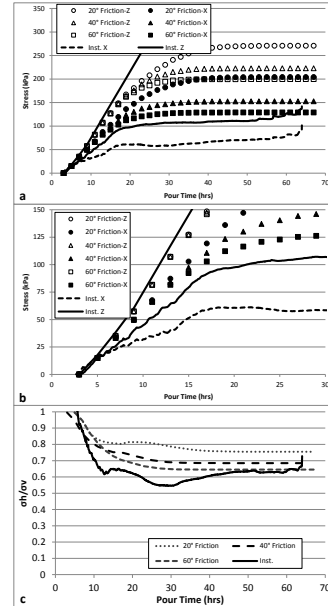 350
300
250
200
150
100
50
0
Stress (kPa)
20° Friction-Z
20° Friction-X
40° Friction-Z
40° Friction-X
60° Friction-Z
60° Friction-X
Inst. X
Inst. Z
0 10 20 30 40 50 60 70
Pour Time (hrs)
a
150
125
100
75
50
25
0
Stress (kPa)
20° Friction-Z
20° Friction-X
40° Friction-Z
40° Friction-X
60° Friction-Z
60° Friction-X
Inst. X
Inst. Z
0 5 10 15 20 25 30
Pour Time (hrs)
b
1
0.9
0.8
0.7
0.6
0.5
0.4
0.3
0.2
0.1
0
σh/σv
20° Friction
40° Friction
60° Friction
Inst.
0 10 20 30 40 50 60 70
Pour Time (hrs)
c